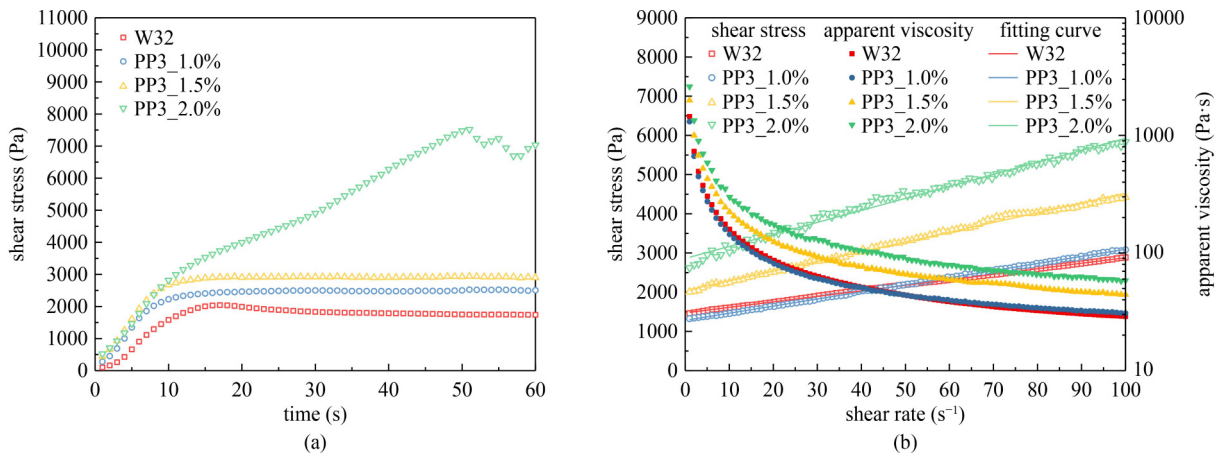 11000
10000
9000
8000
7000
6000
5000
4000
3000
2000
1000
0
shear stress (Pa)
W32
PP3_1.0%
PP3_1.5%
PP3_2.0%
0 10 20 30 40 50 60
time (s)
(a)
9000
8000
7000
6000
5000
4000
3000
2000
1000
0
shear stress (Pa)
shear stress apparent viscosity fitting curve
W32 W32 W32
PP3_1.0% PP3_1.0% PP3_1.0%
PP3_1.5% PP3_1.5% PP3_1.5%
PP3_2.0% PP3_2.0% PP3_2.0%
10000
1000
100
10
apparent viscosity (Pa·s)
0 10 20 30 40 50 60 70 80 90 100
shear rate (s⁻¹)
(b)